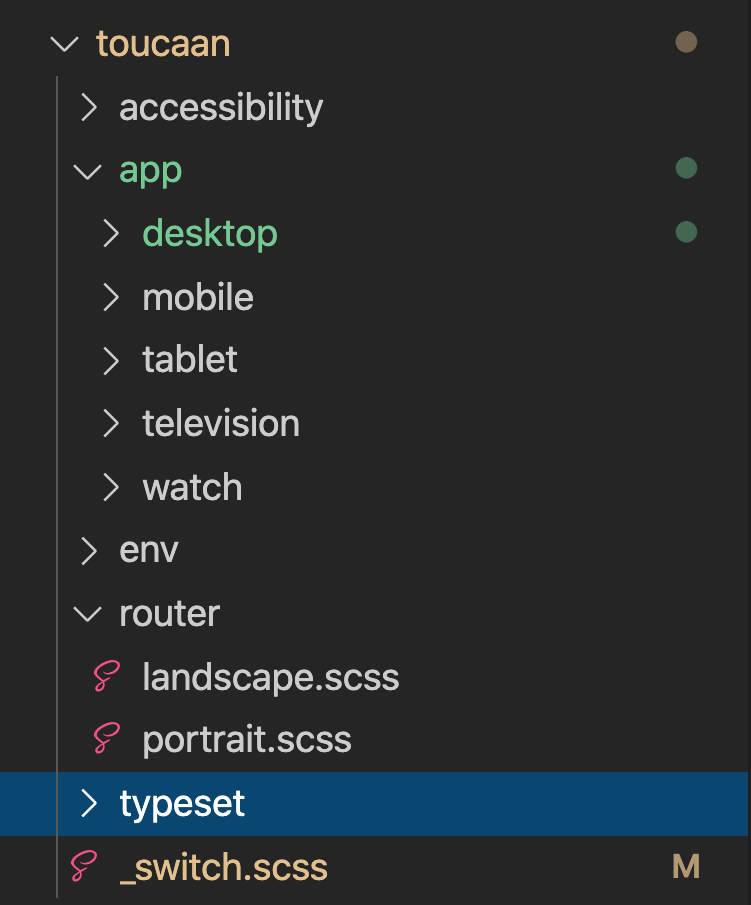 toucaan
accessibility
app
desktop
mobile
tablet
television
watch
env
router
landscape.scss
portrait.scss
typeset
_switch.scss M